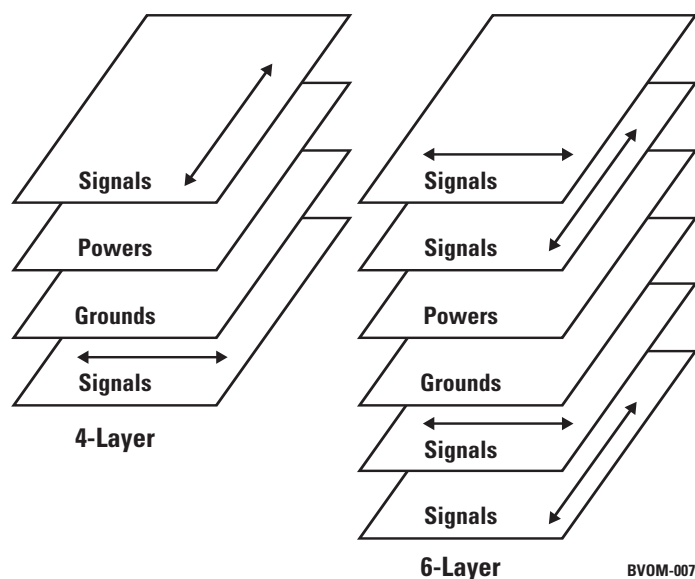 Signals
Powers
Grounds
Signals
4-Layer
Signals
Signals
Powers
Grounds
Signals
Signals
6-Layer
BVOM-007